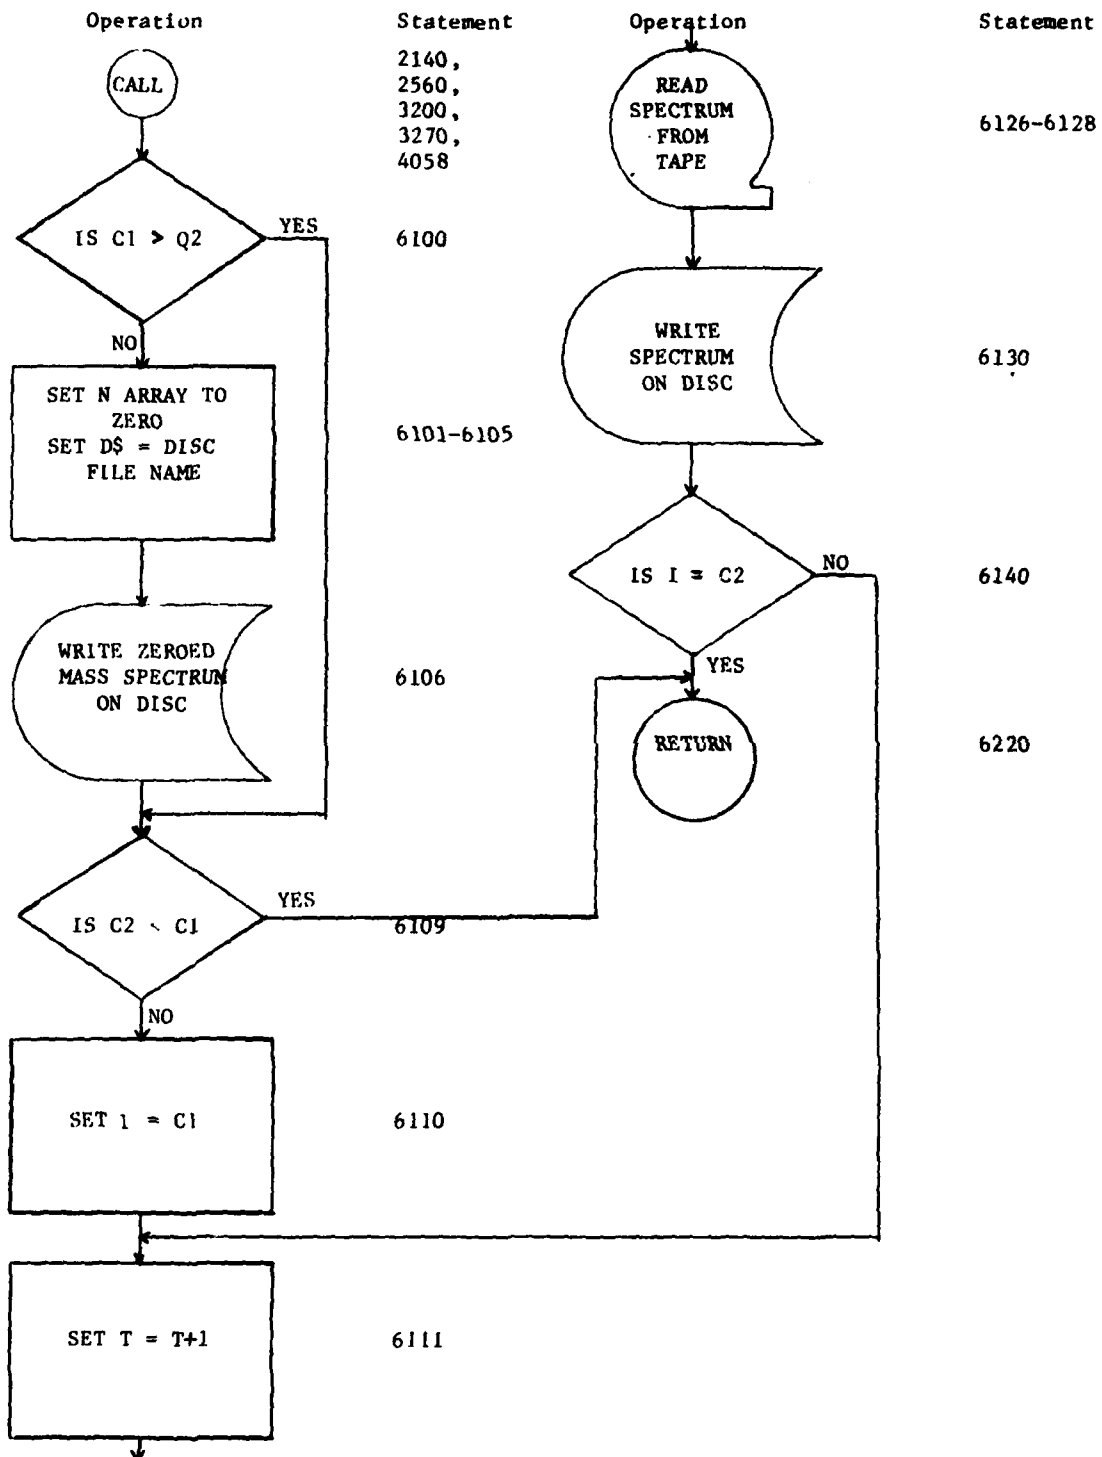 Operation
Statement
CALL
2140,
2560,
3200,
3270,
4058
IS C1 > Q2
YES
6100
NO
SET N ARRAY TO
ZERO
SET D$ = DISC
FILE NAME
6101-6105
WRITE ZEROED
MASS SPECTRUM
ON DISC
6106
IS C2 < C1
YES
6109
NO
SET 1 = C1
6110
SET T = T+1
6111
Operation
Statement
READ
SPECTRUM
FROM
TAPE
6126-6128
WRITE
SPECTRUM
ON DISC
6130
IS I = C2
NO
6140
YES
RETURN
6220